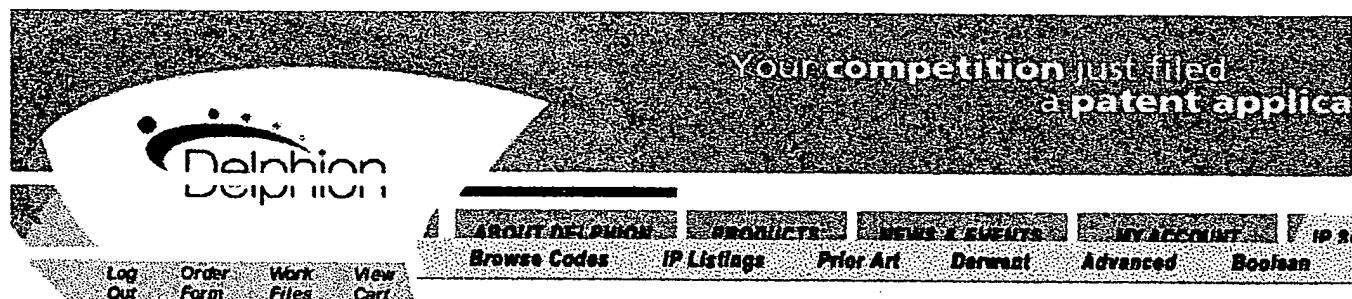 Your competition just filed
a patent applica
Delphion
ABOUT DELPHION PRODUCTS NEWS & EVENTS MY ACCOUNT IP
Browse Codes IP Listings Prior Art Derwent Advanced Boolean
Log Order Work View
Out Form Files Cart